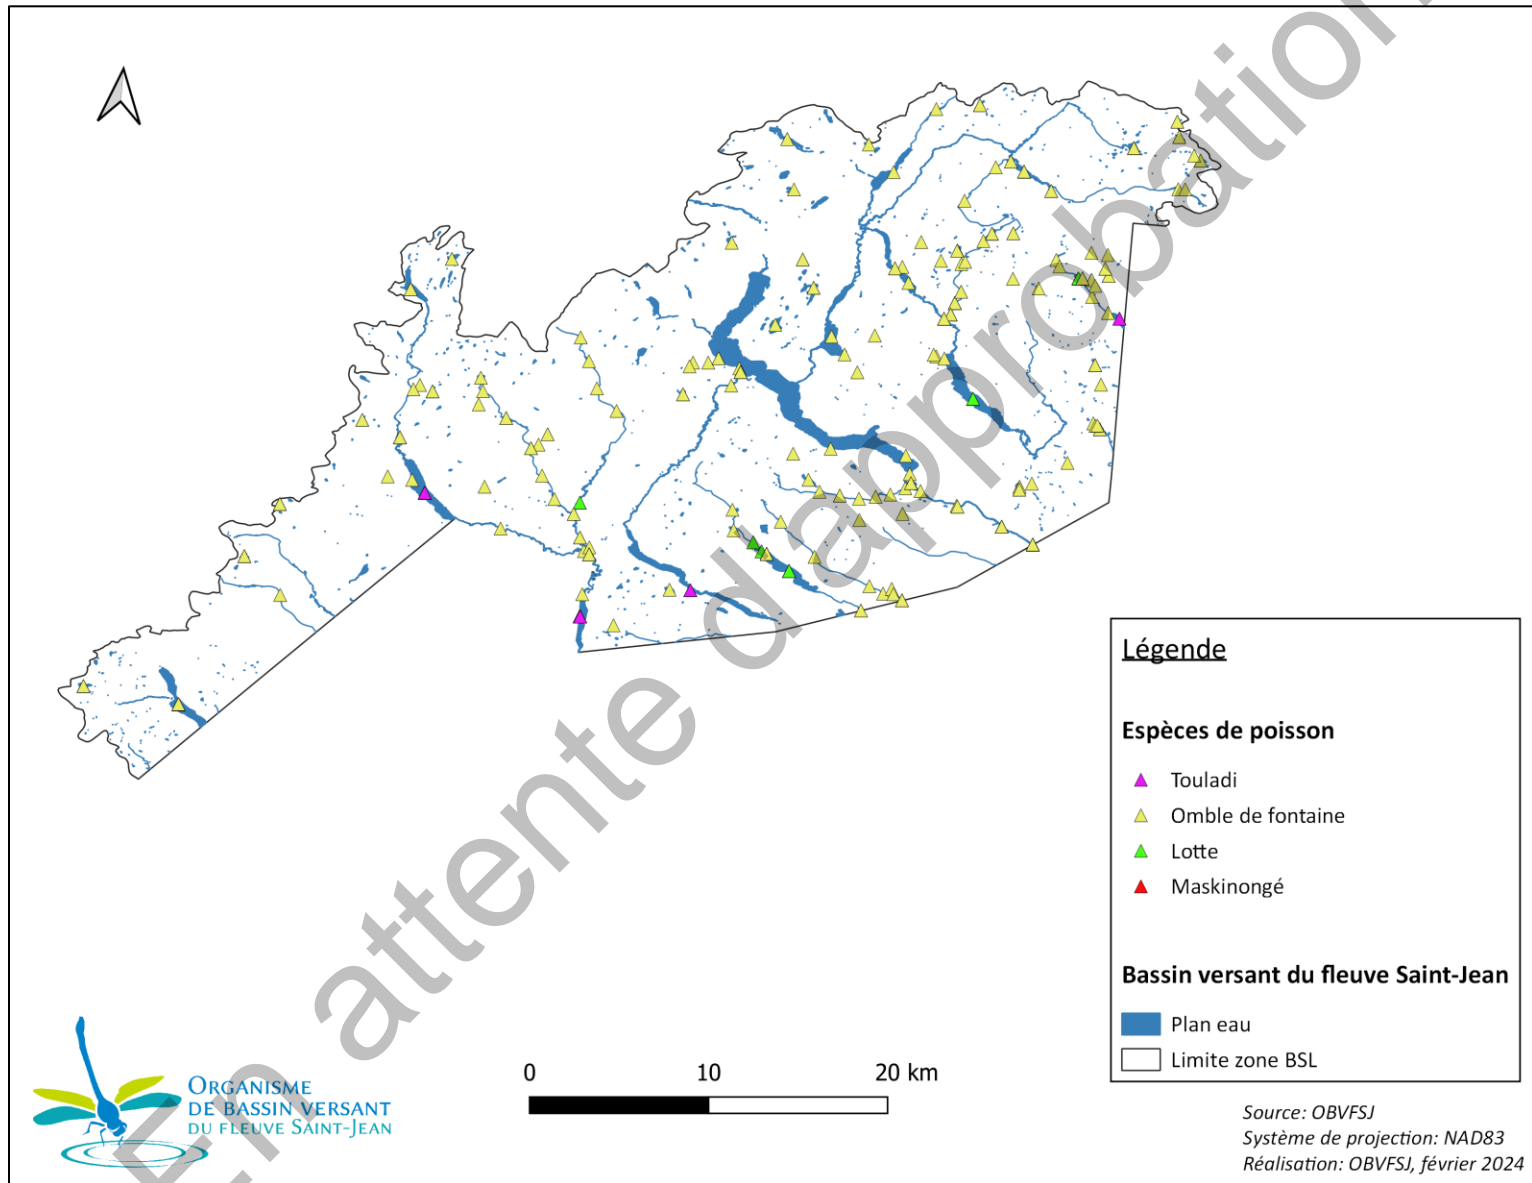 Légende
Espèces de poisson
Touladi
Omble de fontaine
Lotte
Maskinongé
Bassin versant du fleuve Saint-Jean
Plan eau
Limite zone BSL
0 10 20 km
ORGANISME
DE BASSIN VERSANT
DU FLEUVE SAINT-JEAN
Source: OBVFSJ
Système de projection: NAD83
Réalisation: OBVFSJ, février 2024
En attente d'approbation